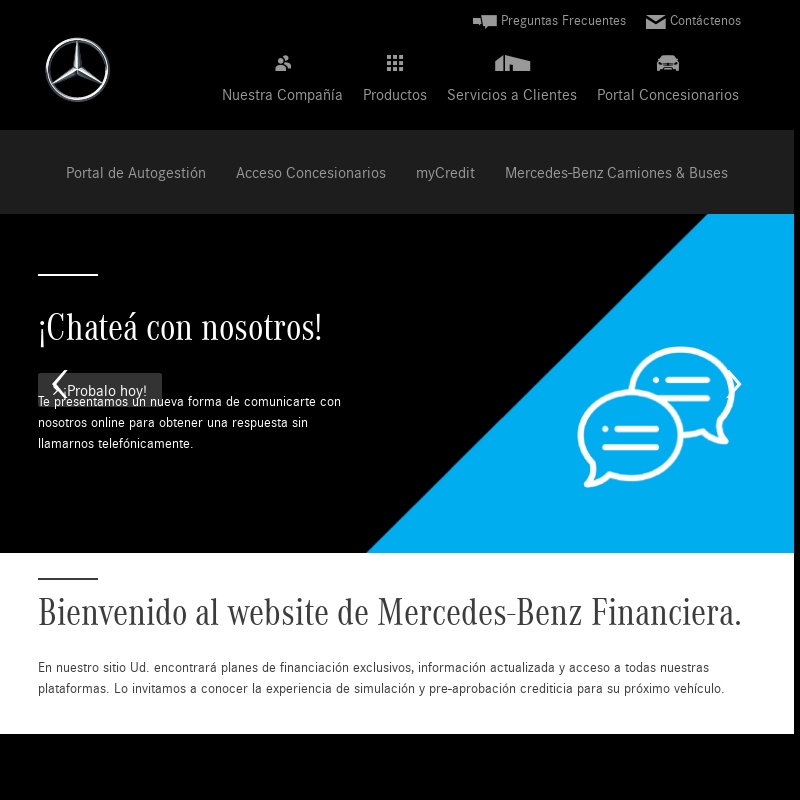 Preguntas Frecuentes
Contáctenos
Nuestra Compañía
Productos
Servicios a Clientes
Portal Concesionarios
Portal de Autogestión
Acceso Concesionarios
myCredit
Mercedes-Benz Camiones & Buses
¡Chateá con nosotros!
¡Probalo hoy!
Te presentamos un nueva forma de comunicarte con
nosotros online para obtener una respuesta sin
llamarnos telefónicamente.
Bienvenido al website de Mercedes-Benz Financiera.
En nuestro sitio Ud. encontrará planes de financiación exclusivos, información actualizada y acceso a todas nuestras
plataformas. Lo invitamos a conocer la experiencia de simulación y pre-aprobación crediticia para su próximo vehículo.